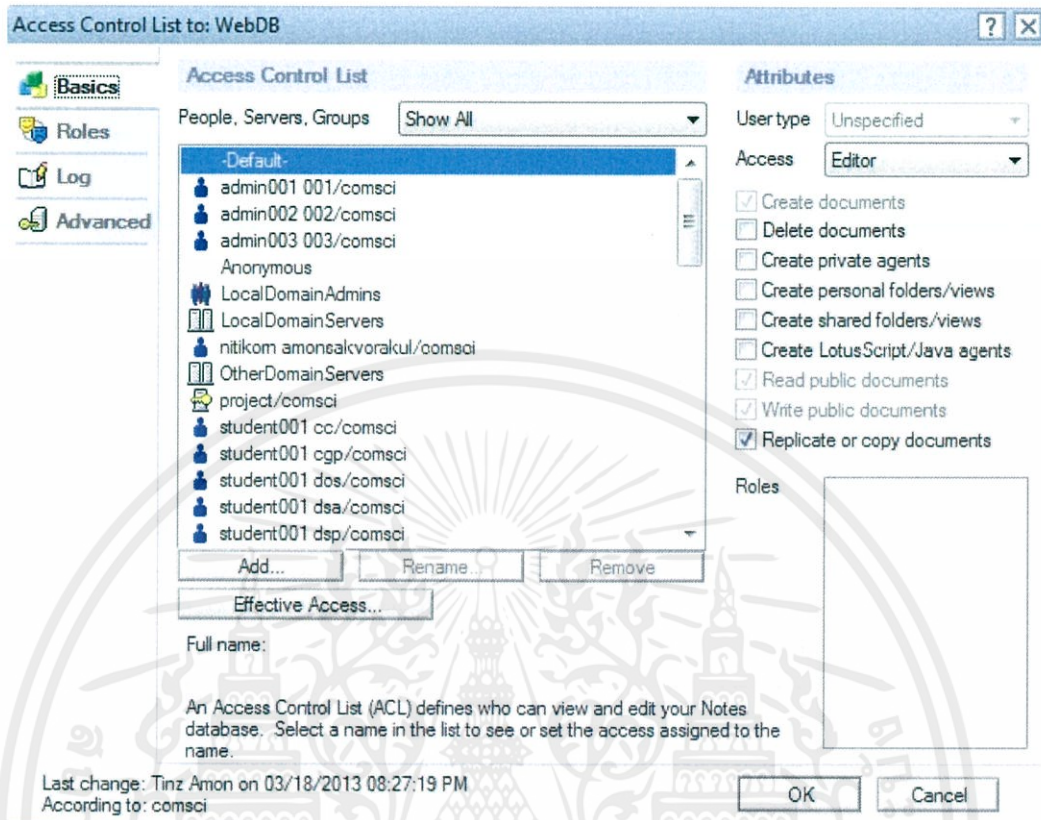 Access Control List to: WebDB
Basics
Roles
Log
Advanced
Access Control List
People, Servers, Groups Show All
-Default-
admin001 001/comsci
admin002 002/comsci
admin003 003/comsci
Anonymous
LocalDomainAdmins
LocalDomainServers
nitikorn amonsakvorakul/comsci
OtherDomainServers
project/comsci
student001 cc/comsci
student001 cgp/comsci
student001 dos/comsci
student001 dsa/comsci
student001 dsp/comsci
Add... Rename... Remove
Effective Access...
Full name:
An Access Control List (ACL) defines who can view and edit your Notes
database. Select a name in the list to see or set the access assigned to the
name.
Attributes
User type Unspecified
Access Editor
Create documents
Delete documents
Create private agents
Create personal folders/views
Create shared folders/views
Create LotusScript/Java agents
Read public documents
Write public documents
Replicate or copy documents
Roles
Last change: Tinz Amon on 03/18/2013 08:27:19 PM
According to: comsci
OK Cancel